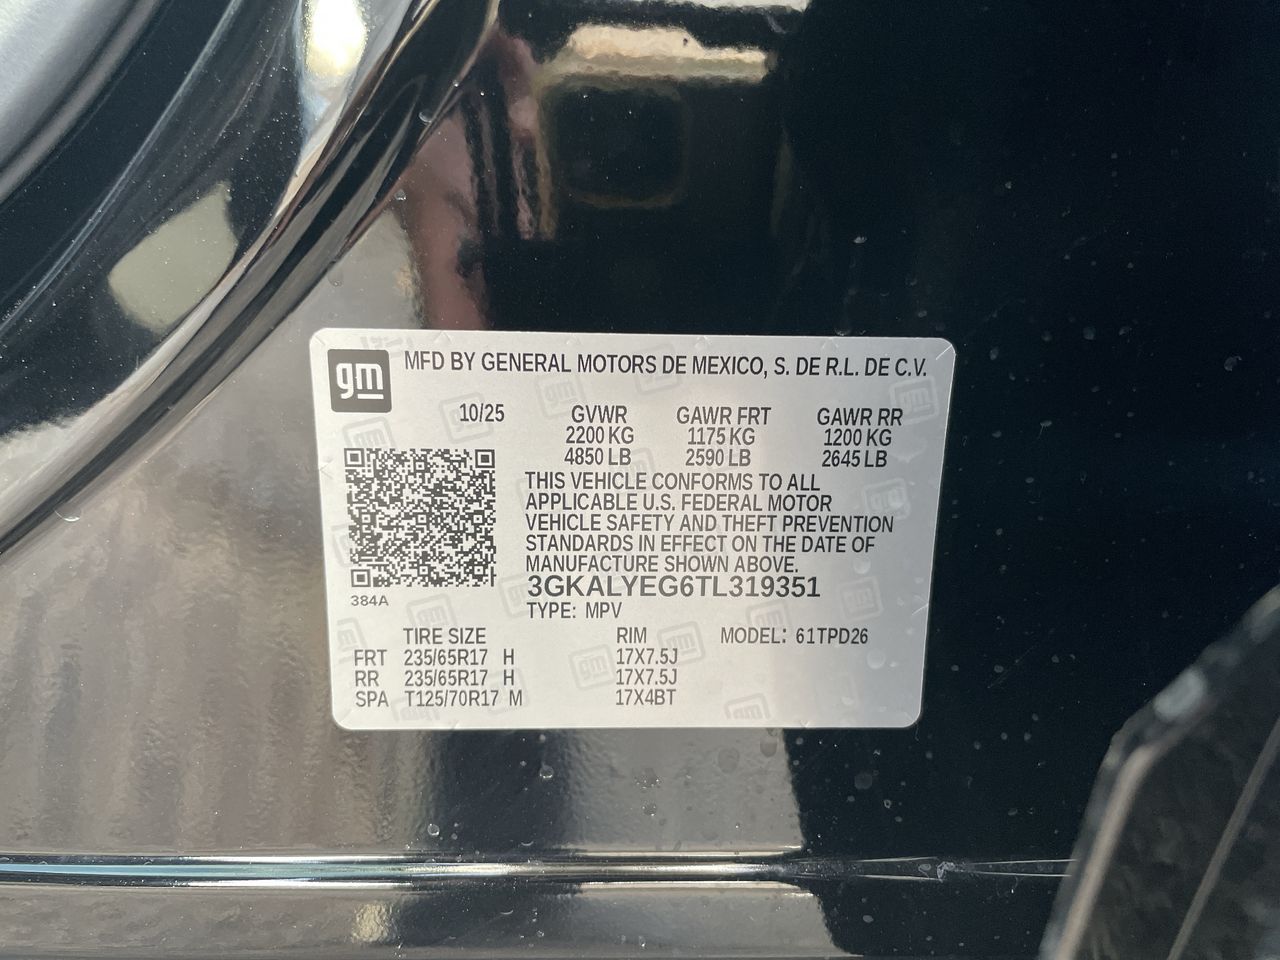 gm MFD BY GENERAL MOTORS DE MEXICO, S. DE R.L. DE C.V.
10/25 GVWR GAWR FRT GAWR RR
2200 KG 1175 KG 1200 KG
4850 LB 2590 LB 2645 LB
THIS VEHICLE CONFORMS TO ALL
APPLICABLE U.S. FEDERAL MOTOR
VEHICLE SAFETY AND THEFT PREVENTION
STANDARDS IN EFFECT ON THE DATE OF
MANUFACTURE SHOWN ABOVE.
3GKALYEG6TL319351
384A
TYPE: MPV
TIRE SIZE RIM MODEL: 61TPD26
FRT 235/65R17 H 17X7.5J
RR 235/65R17 H 17X7.5J
SPA T125/70R17 M 17X4BT